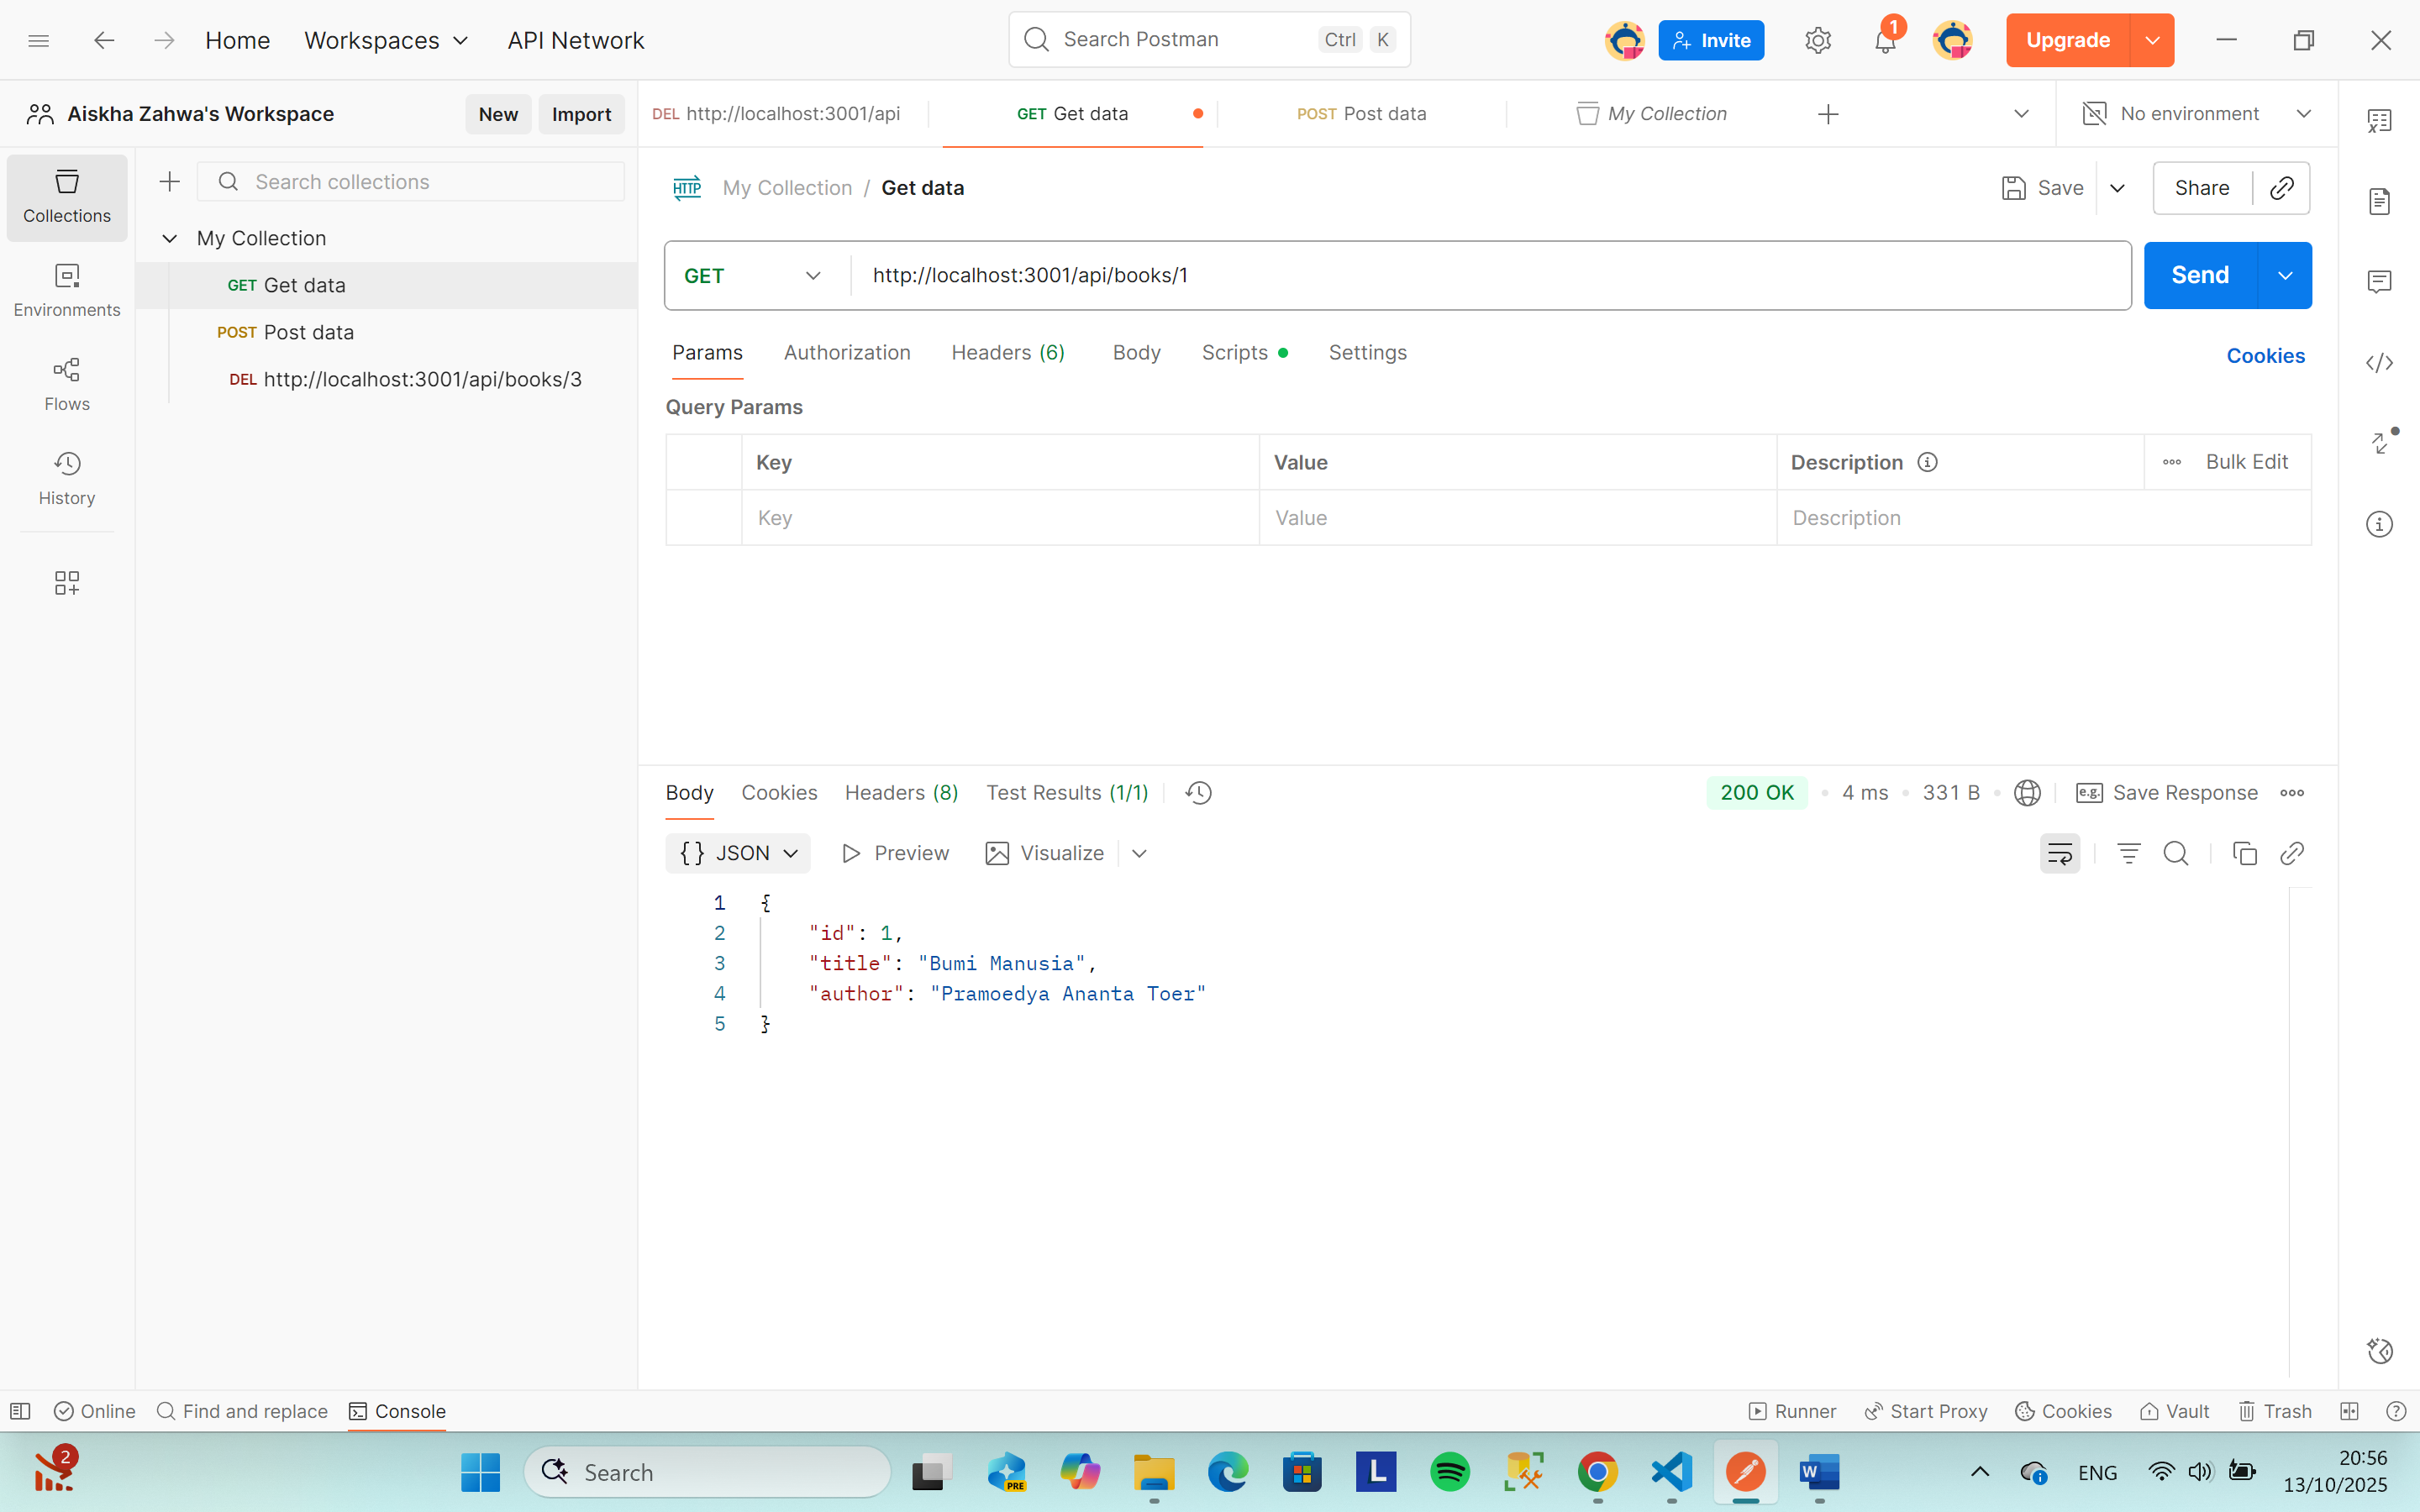 Home Workspaces API Network Search Postman Ctrl K Invite 1 Upgrade
Aiskha Zahwa's Workspace New Import DEL http://localhost:3001/api GET Get data POST Post data My Collection No environment
Collections
Environments
Flows
History
Search collections
My Collection
GET Get data
POST Post data
DEL http://localhost:3001/api/books/3
HTTP My Collection / Get data Save Share
GET http://localhost:3001/api/books/1 Send
Params Authorization Headers (6) Body Scripts Settings Cookies
Query Params
Key Value Description Bulk Edit
Key Value Description
Body Cookies Headers (8) Test Results (1/1) 200 OK 4 ms 331 B e.g. Save Response
{} JSON Preview Visualize
1 {
2 "id": 1,
3 "title": "Bumi Manusia",
4 "author": "Pramoedya Ananta Toer"
5 }
Online Find and replace Console Runner Start Proxy Cookies Vault Trash
2 Search PRE L W ENG 20:56
13/10/2025